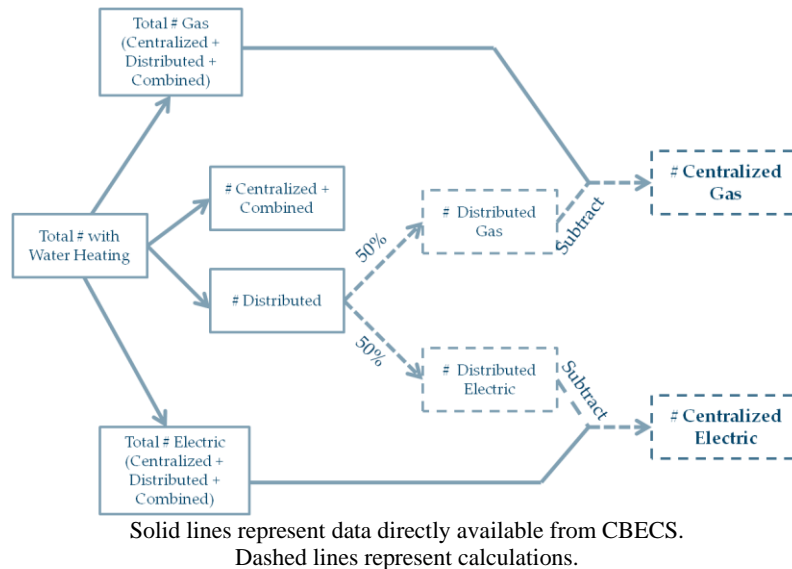 Total # Gas
(Centralized +
Distributed +
Combined)
# Centralized +
Combined
# Centralized
Gas
# Distributed
Gas
Subtract
50%
Total # with
Water Heating
# Distributed
50%
# Distributed
Electric
Subtract
# Centralized
Electric
Total # Electric
(Centralized +
Distributed +
Combined)
Solid lines represent data directly available from CBECS.
Dashed lines represent calculations.